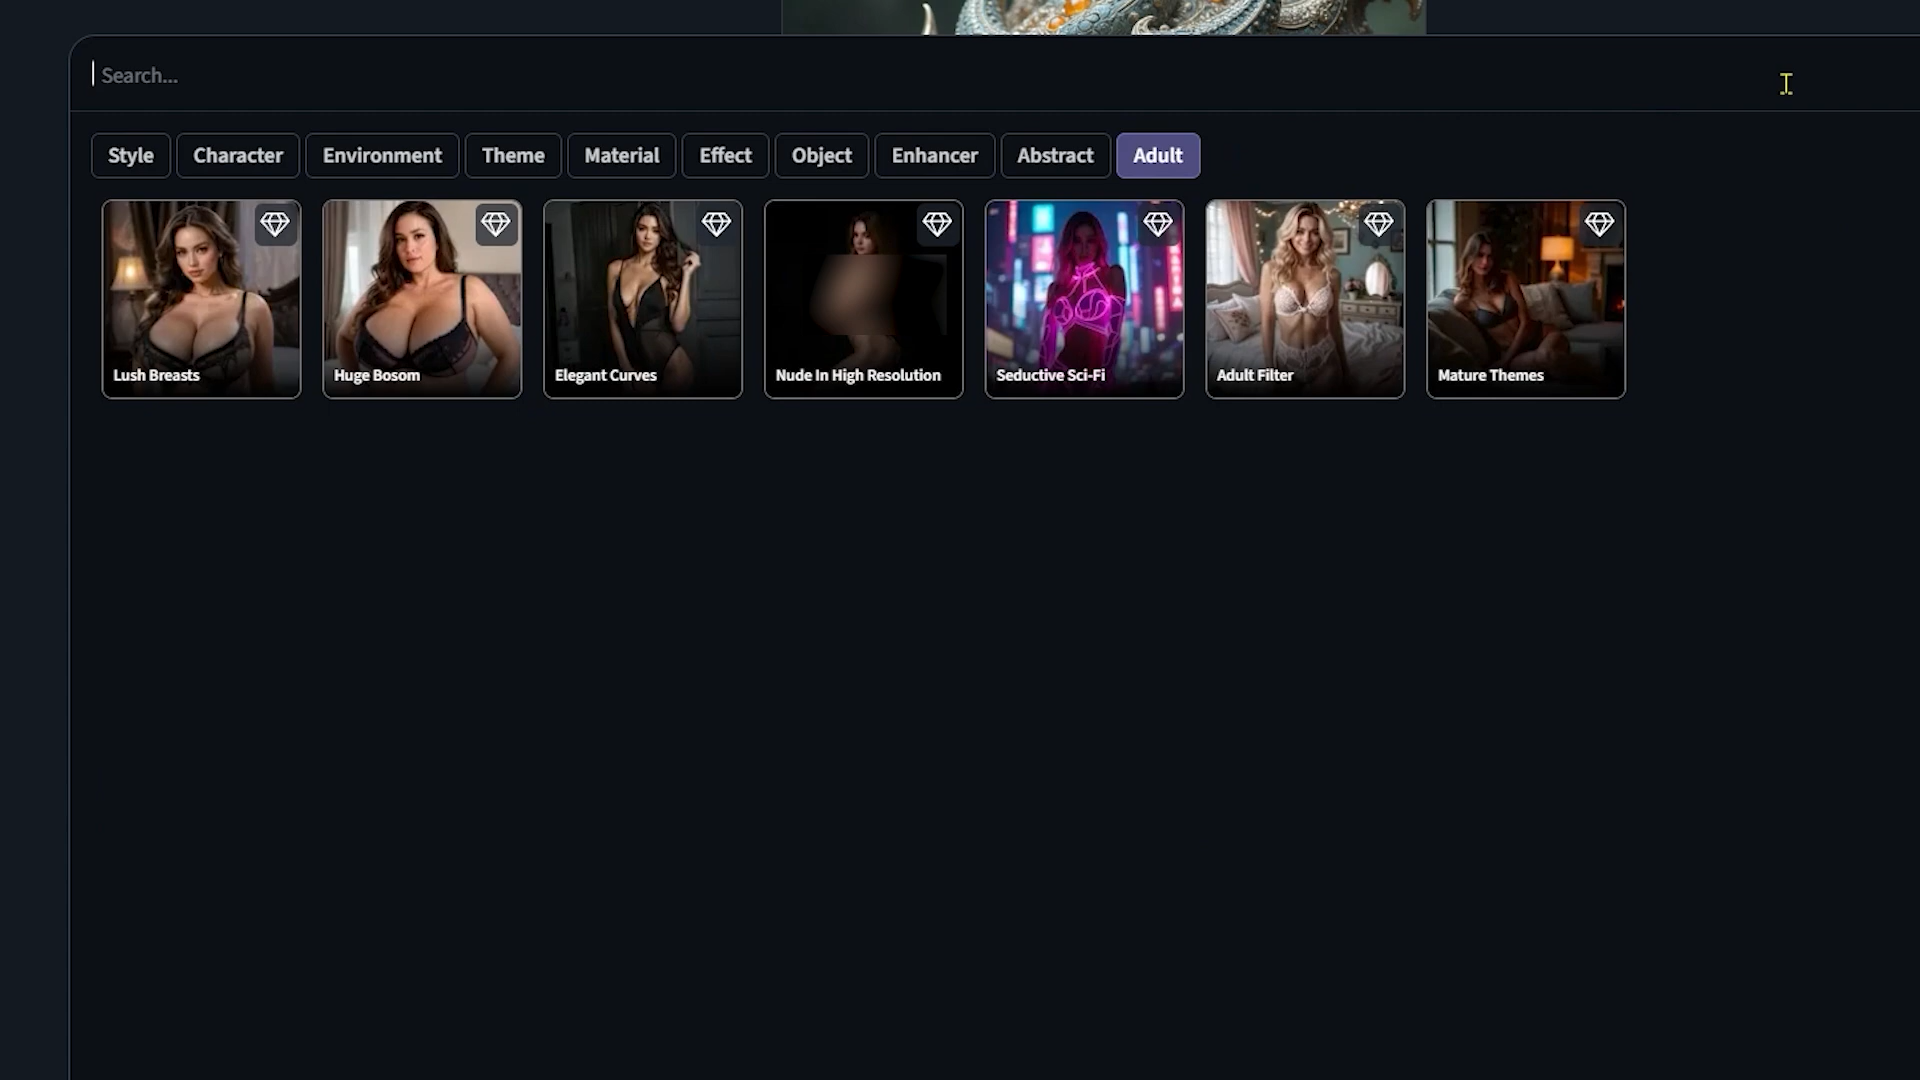 Search...
Style Character Environment Theme Material Effect Object Enhancer Abstract Adult
Lush Breasts Huge Bosom Elegant Curves Nude In High Resolution Seductive Sci-Fi Adult Filter Mature Themes